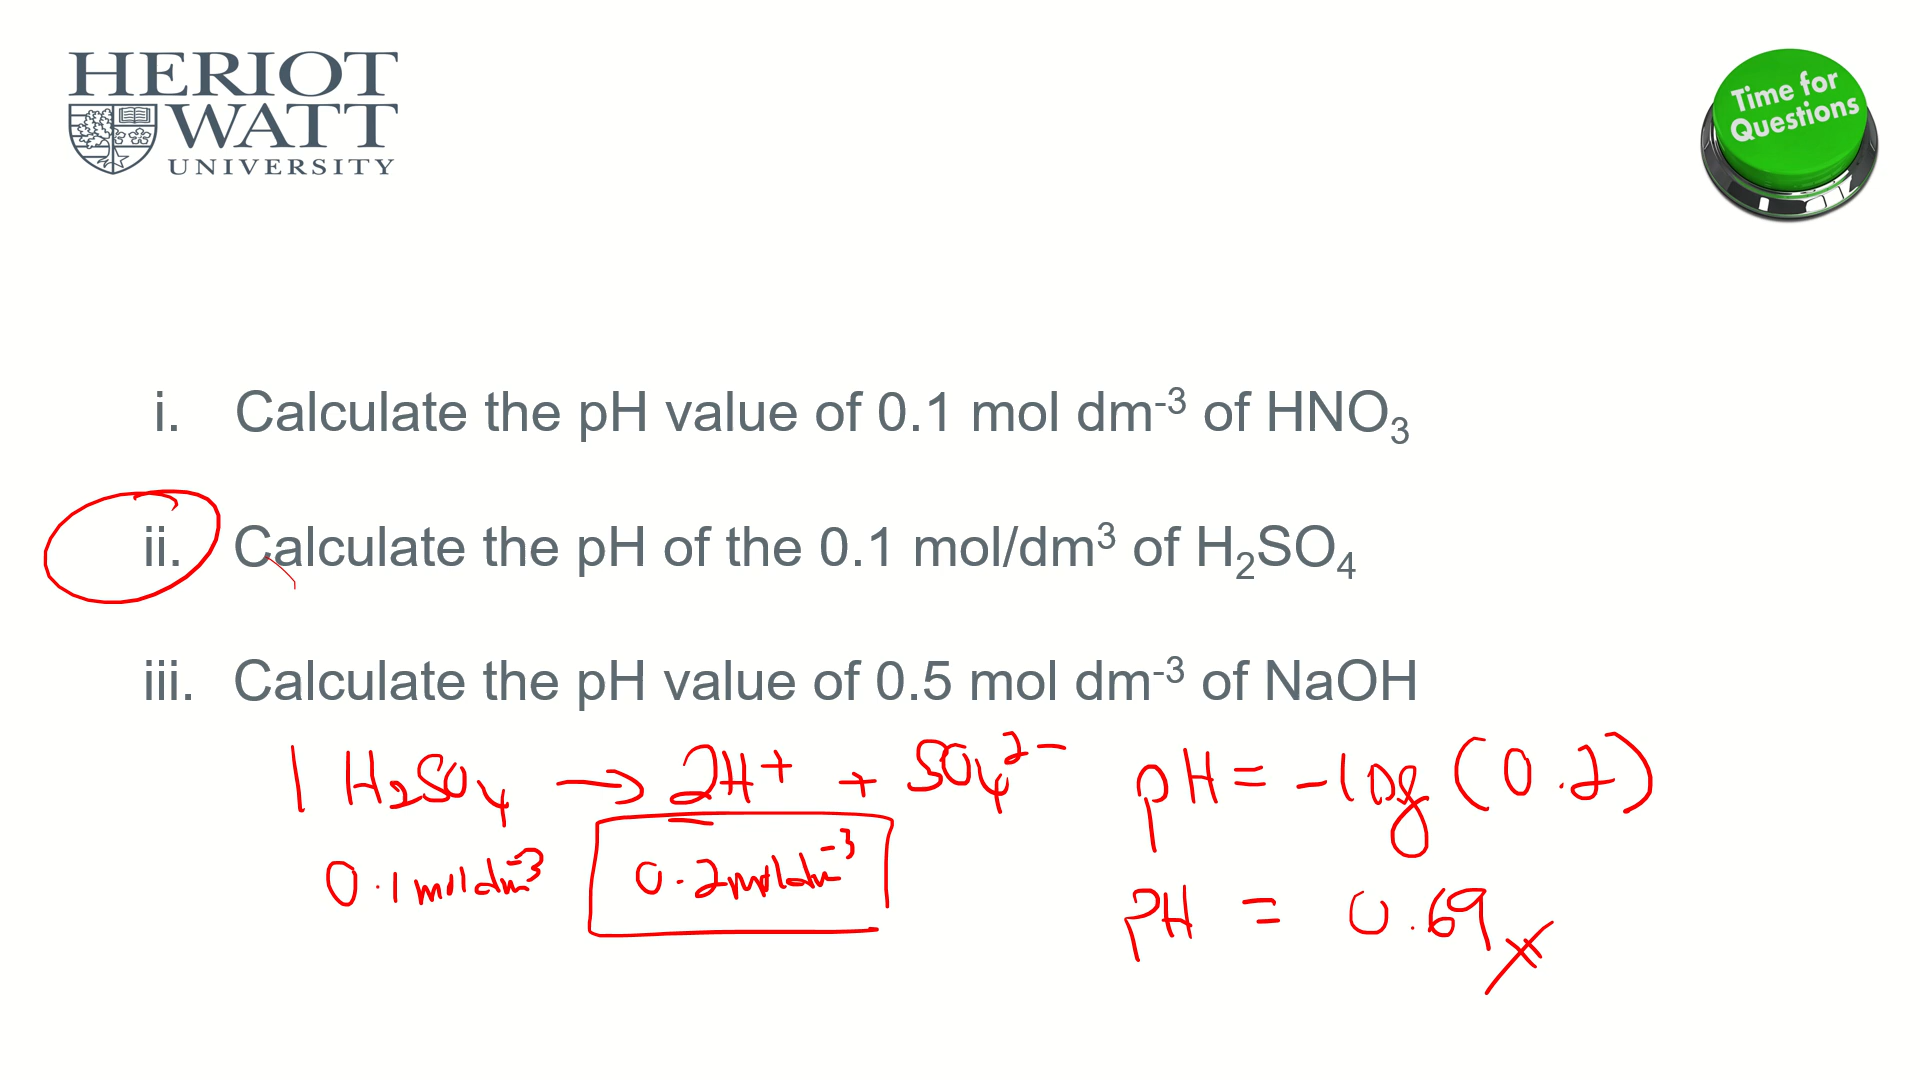 HERIOT
WATT
UNIVERSITY
Time for
Questions
i. Calculate the pH value of 0.1 mol dm⁻³ of HNO₃
ii. Calculate the pH of the 0.1 mol/dm³ of H₂SO₄
iii. Calculate the pH value of 0.5 mol dm⁻³ of NaOH
1 H₂SO₄ → 2H⁺ + SO₄²⁻
0.1 mol dm⁻³ 0.2 mol dm⁻³
pH = -log (0.2)
pH = 0.69